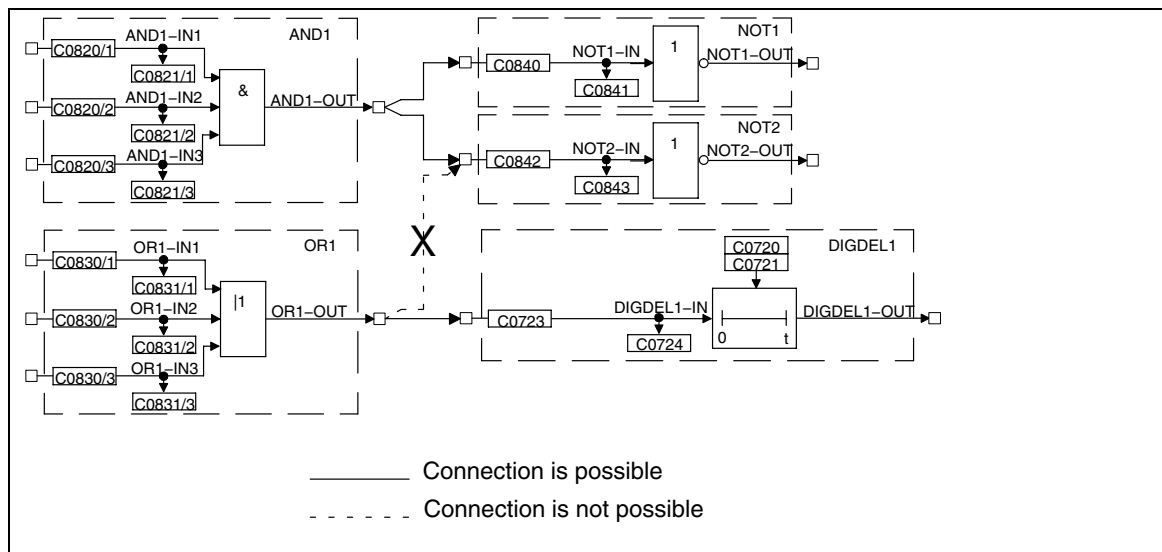 AND1
C0820/1
AND1-IN1
C0821/1
C0820/2
AND1-IN2
C0821/2
C0820/3
AND1-IN3
C0821/3
&
AND1-OUT
NOT1
C0840
NOT1-IN
C0841
1
NOT1-OUT
NOT2
C0842
NOT2-IN
C0843
1
NOT2-OUT
X
OR1
C0830/1
OR1-IN1
C0831/1
C0830/2
OR1-IN2
C0831/2
C0830/3
OR1-IN3
C0831/3
|1
OR1-OUT
DIGDEL1
C0720
C0721
C0723
DIGDEL1-IN
C0724
0 t
DIGDEL1-OUT
Connection is possible
Connection is not possible